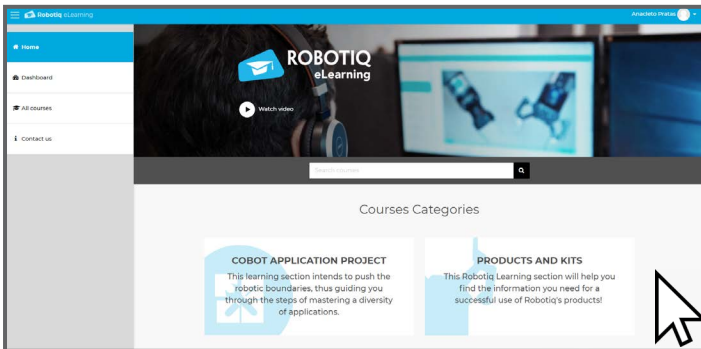 Robotiq eLearning
Anacleto Pratas
Home
Dashboard
All courses
Contact us
ROBOTIQ
eLearning
Watch video
Search courses
Courses Categories
COBOT APPLICATION PROJECT
This learning section intends to push the
robotic boundaries, thus guiding you
through the steps of mastering a diversity
of applications.
PRODUCTS AND KITS
This Robotiq Learning section will help you
find the information you need for a
successful use of Robotiq's products!